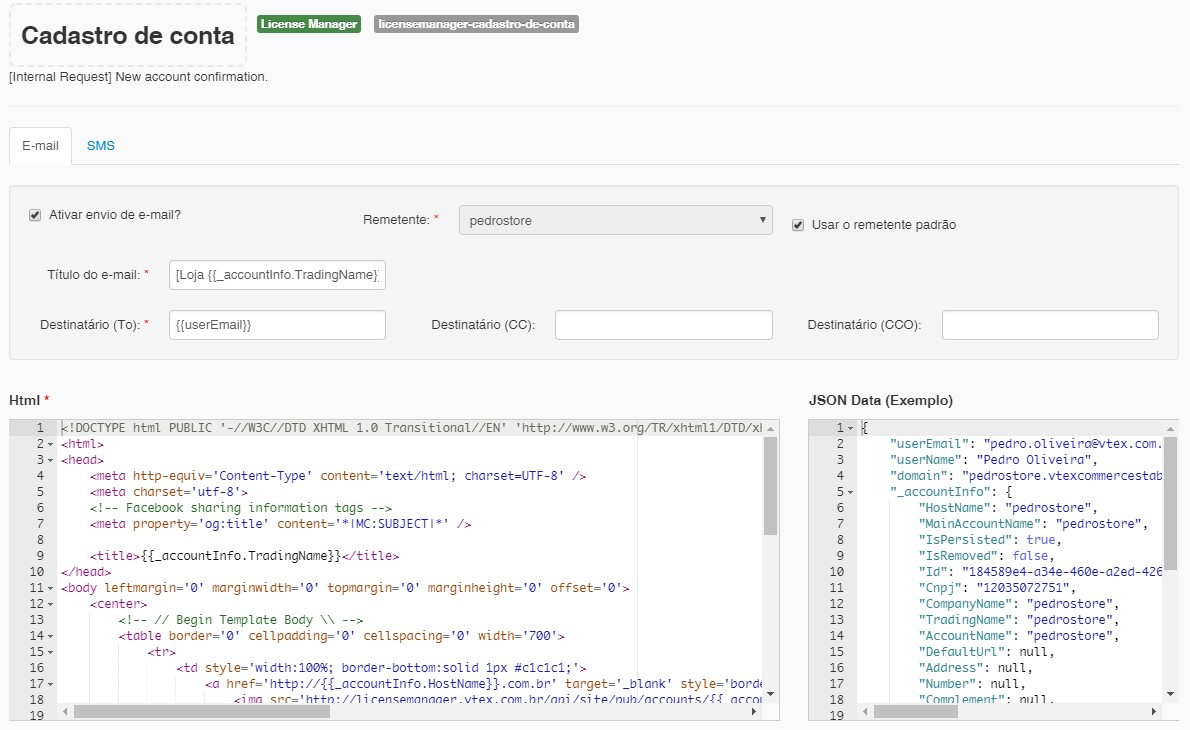 Cadastro de conta License Manager licensemanager-cadastro-de-conta
[Internal Request] New account confirmation.
E-mail SMS
Ativar envio de e-mail? Remetente: * pedrostore Usar o remetente padrão
Título do e-mail: * [Loja {{_accountInfo.TradingName}}
Destinatário (To): * {{userEmail}} Destinatário (CC): Destinatário (CCO):
Html *
1 <!DOCTYPE html PUBLIC '-//W3C//DTD XHTML 1.0 Transitional//EN' 'http://www.w3.org/TR/xhtml1/DTD/xh
2 <html>
3 <head>
4 <meta http-equiv='Content-Type' content='text/html; charset=UTF-8' />
5 <meta charset='utf-8'>
6 <!-- Facebook sharing information tags -->
7 <meta property='og:title' content='*|MC:SUBJECT|*' />
8
9 <title>{{_accountInfo.TradingName}}</title>
10 </head>
11 <body leftmargin='0' marginwidth='0' topmargin='0' marginheight='0' offset='0'>
12 <center>
13 <!-- // Begin Template Body \\ -->
14 <table border='0' cellpadding='0' cellspacing='0' width='700'>
15 <tr>
16 <td style='width:100%; border-bottom:solid 1px #c1c1c1;'>
17 <a href='http://{{_accountInfo.HostName}}.com.br' target='_blank' style='borde
18 <img src='http://licensemanager.vtex.com.br/api/site/pub/accounts/{{_accou
19
JSON Data (Exemplo)
1 {
2 "userEmail": "pedro.oliveira@vtex.com.
3 "userName": "Pedro Oliveira",
4 "domain": "pedrostore.vtexcommercestab
5 "_accountInfo": {
6 "HostName": "pedrostore",
7 "MainAccountName": "pedrostore",
8 "IsPersisted": true,
9 "IsRemoved": false,
10 "Id": "184589e4-a34e-460e-a2ed-426
11 "Cnpj": "12035072751",
12 "CompanyName": "pedrostore",
13 "TradingName": "pedrostore",
14 "AccountName": "pedrostore",
15 "DefaultUrl": null,
16 "Address": null,
17 "Number": null,
18 "Complement": null,
19